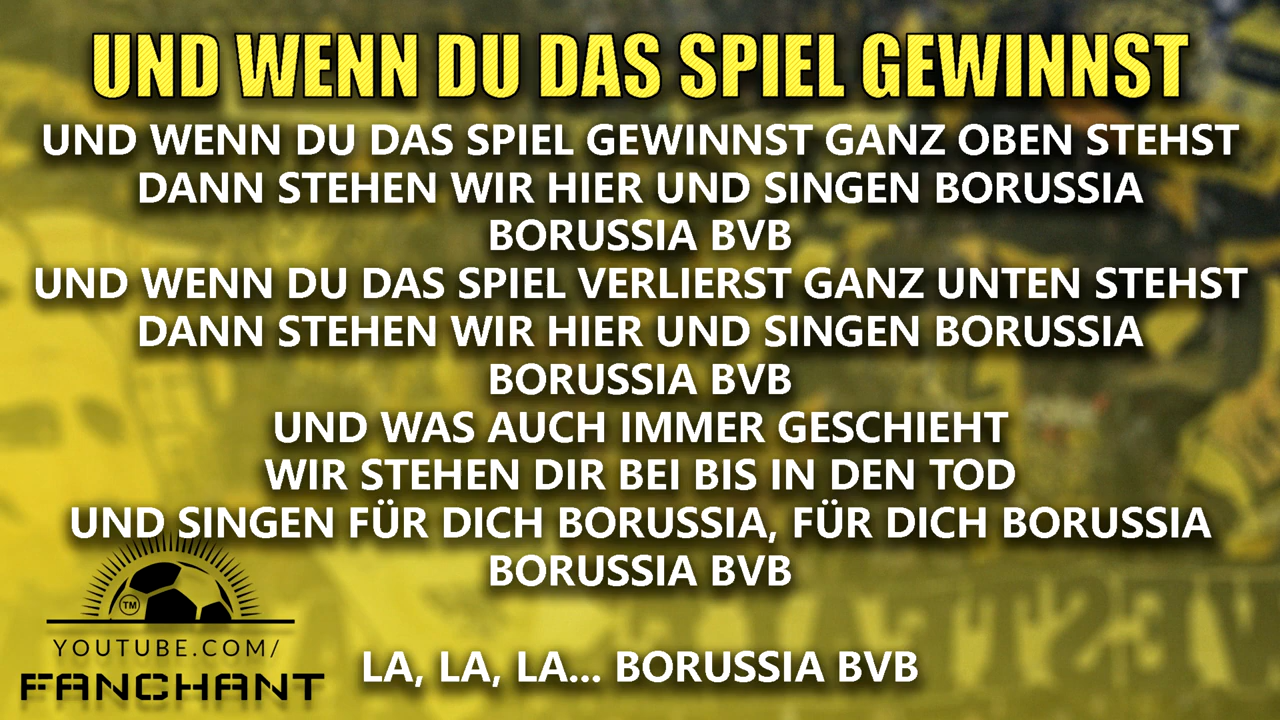 UND WENN DU DAS SPIEL GEWINNST
UND WENN DU DAS SPIEL GEWINNST GANZ OBEN STEHST
DANN STEHEN WIR HIER UND SINGEN BORUSSIA
BORUSSIA BVB
UND WENN DU DAS SPIEL VERLIERST GANZ UNTEN STEHST
DANN STEHEN WIR HIER UND SINGEN BORUSSIA
BORUSSIA BVB
UND WAS AUCH IMMER GESCHIEHT
WIR STEHEN DIR BEI BIS IN DEN TOD
UND SINGEN FÜR DICH BORUSSIA, FÜR DICH BORUSSIA
BORUSSIA BVB
LA, LA, LA... BORUSSIA BVB
TM
YOUTUBE.COM/
FANCHANT